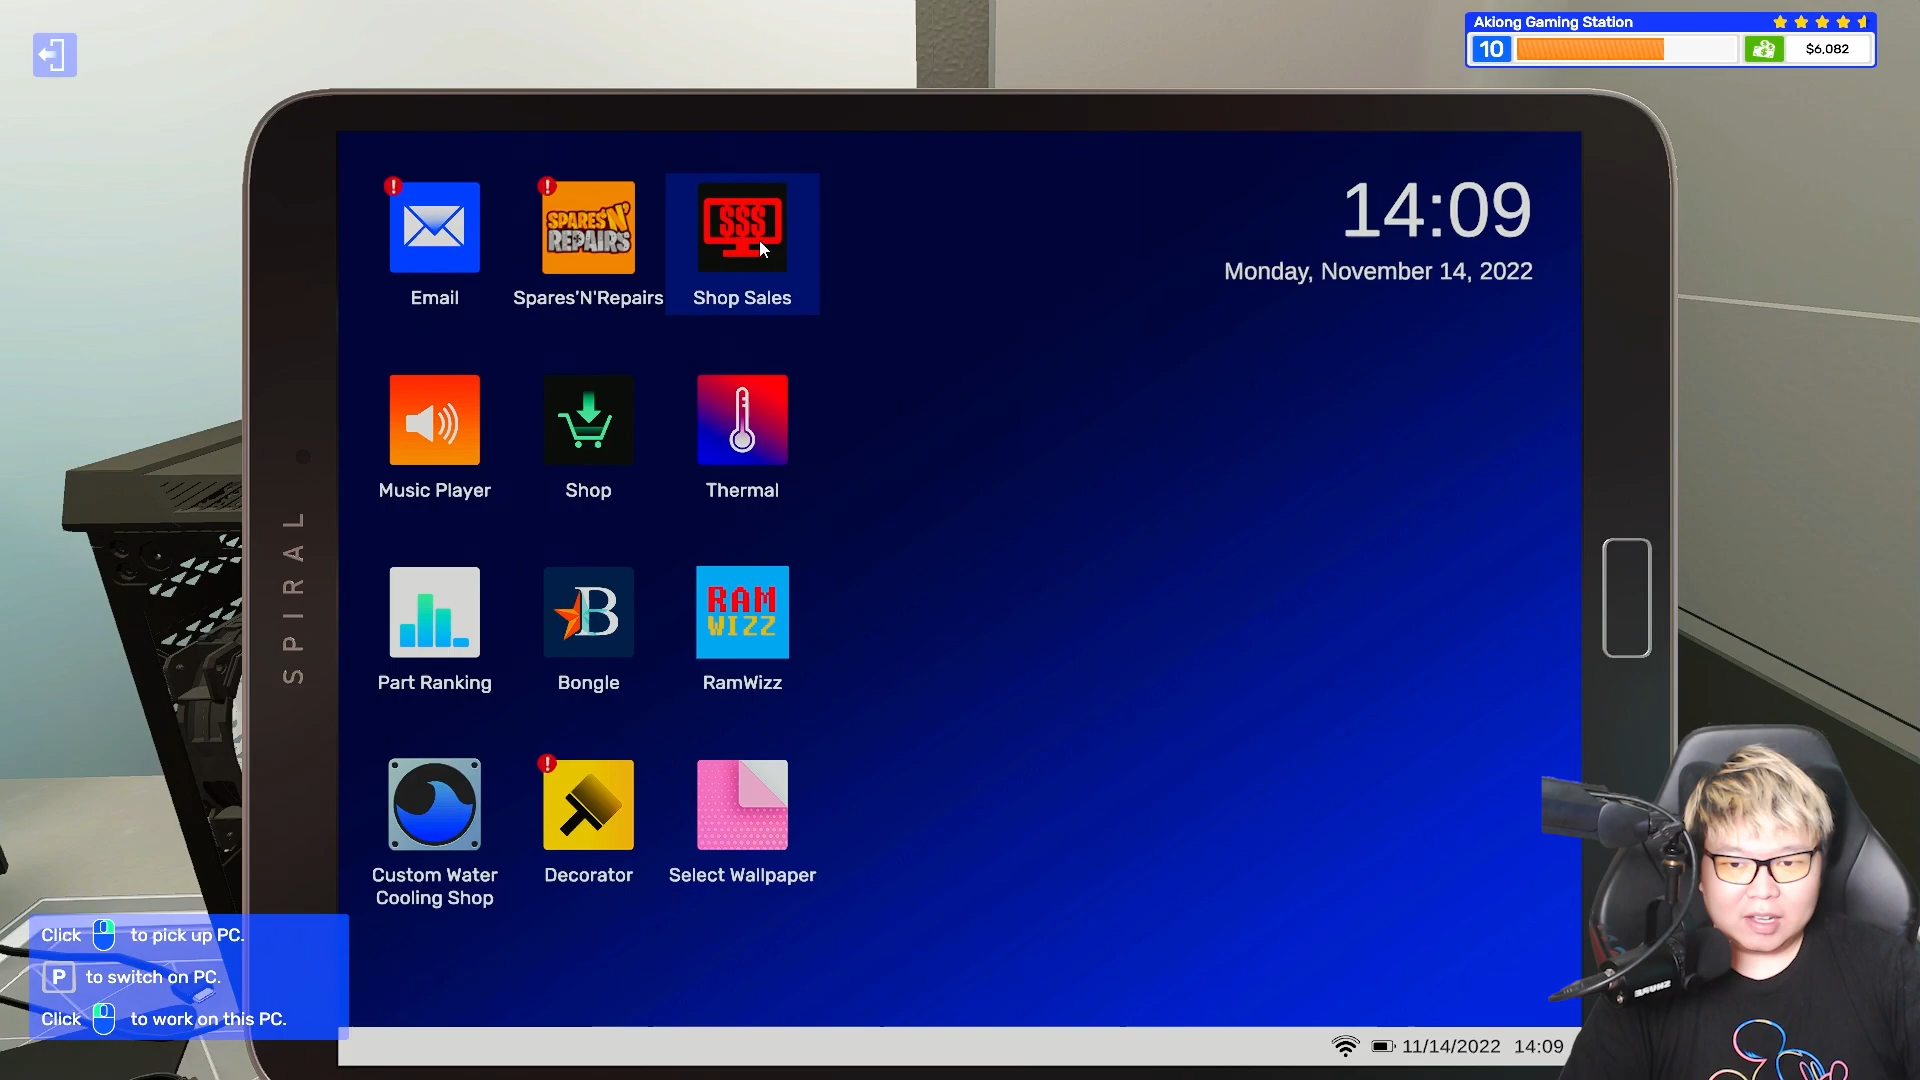 Akiong Gaming Station
10
$6,082
14:09
Monday, November 14, 2022
SPARES'N'
REPAIRS
$$$
Email
Spares'N'Repairs
Shop Sales
Music Player
Shop
Thermal
B
RAM
WIZZ
Part Ranking
Bongle
RamWizz
Custom Water
Cooling Shop
Decorator
Select Wallpaper
SPIRAL
Click to pick up PC.
P to switch on PC.
Click to work on this PC.
11/14/2022 14:09